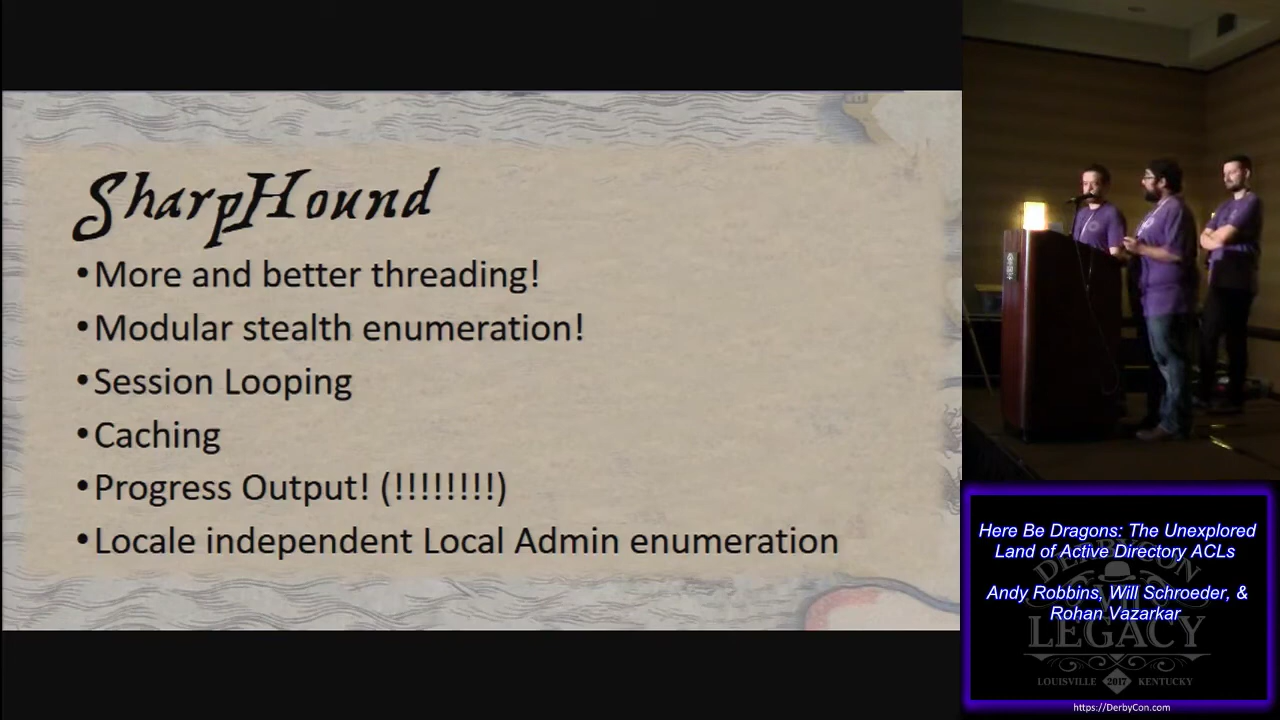 SharpHound
•More and better threading!
•Modular stealth enumeration!
•Session Looping
•Caching
•Progress Output! (!!!!!!!!)
•Locale independent Local Admin enumeration
Here Be Dragons: The Unexplored
Land of Active Directory ACLs
Andy Robbins, Will Schroeder, &
Rohan Vazarkar
DERBYCON
VII
LEGACY
LOUISVILLE 2017 KENTUCKY
https://DerbyCon.com